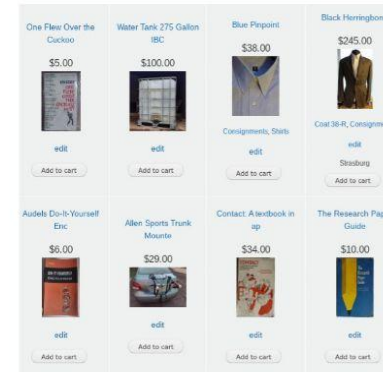 One Flew Over the
Cuckoo
$5.00
edit
Add to cart
Water Tank 275 Gallon
IBC
$100.00
edit
Add to cart
Blue Pinpoint
$38.00
Consignments, Shirts
edit
Add to cart
Black Herringbon
$245.00
Coat 38-R, Consignme
edit
Strasburg
Add to cart
Audels Do-It-Yourself
Enc
$6.00
edit
Add to cart
Allen Sports Trunk
Mounte
$29.00
edit
Add to cart
Contact: A textbook in
ap
$34.00
edit
Add to cart
The Research Pap
Guide
$10.00
edit
Add to cart